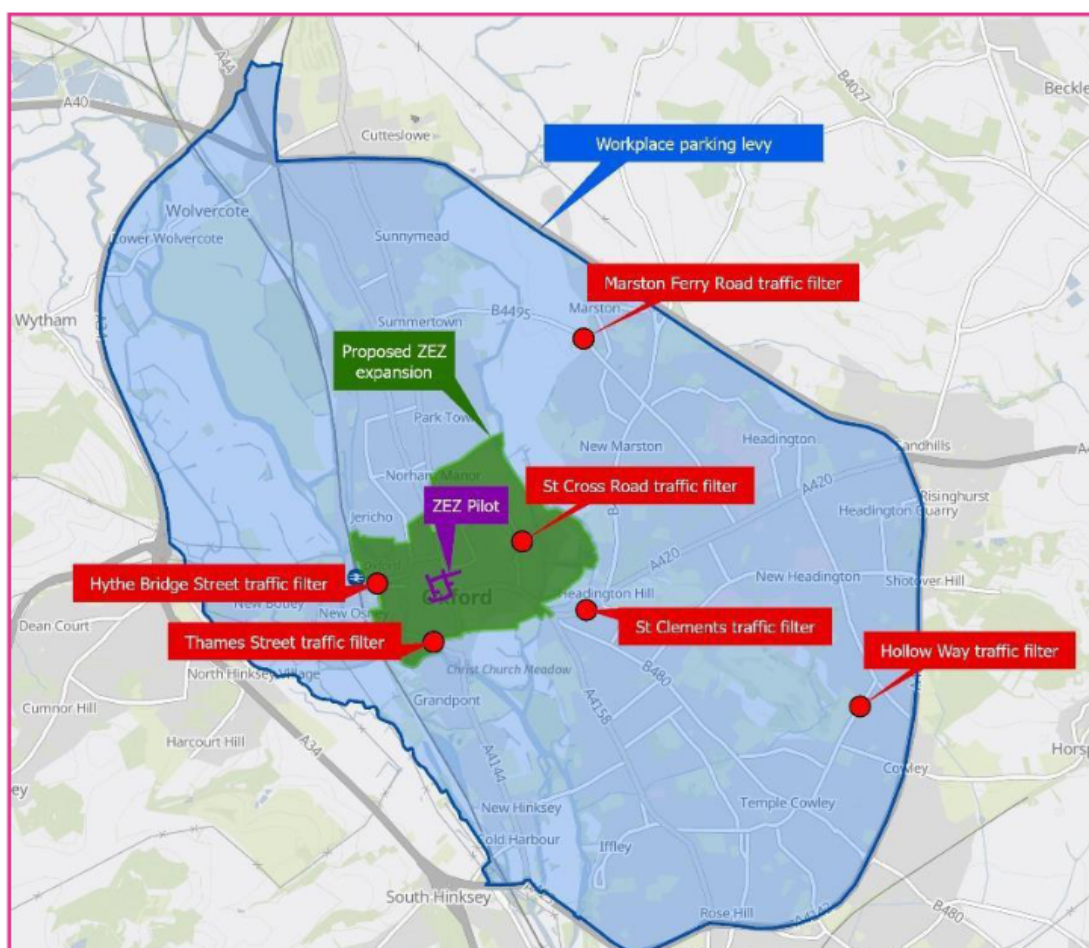 A44
A40
Cutteslowe
B4027
Beckle
Workplace parking levy
Wolvercote
Lower Wolvercote
Sunnymead
Marston Ferry Road traffic filter
Wytham
A34
Summertown
B4495
Marston
Proposed ZEZ
expansion
Park Tow
New Marston
Headington
Sandhills
Norham Manor
St Cross Road traffic filter
A420
Risinghurst
ZEZ Pilot
Jericho
Headington Quarry
A420
Hythe Bridge Street traffic filter
New Headington
Shotover Hill
Oxford
Headington Hill
New Botley
New Osney
Dean Court
St Clements traffic filter
Thames Street traffic filter
Hollow Way traffic filter
Christ Church Meadow
B480
North Hinksey Village
Grandpont
Cumnor Hill
A4158
Harcourt Hill
A34
A4144
Horsp
Cowley
New Hinksey
Temple Cowley
Cold Harbour
Iffley
South Hinksey
Rose Hill
A4142
B480